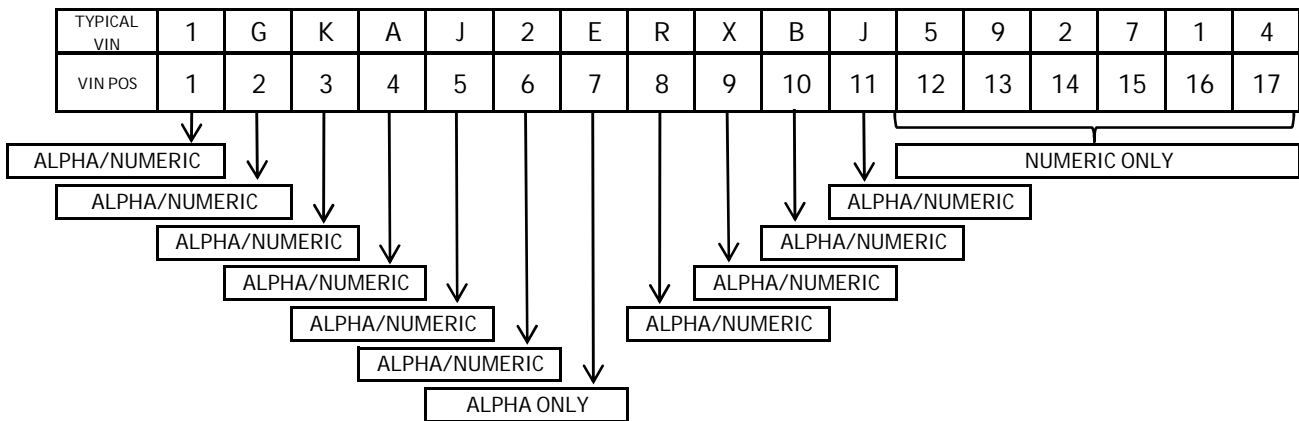 TYPICAL
VIN 1 G K A J 2 E R X B J 5 9 2 7 1 4
VIN POS 1 2 3 4 5 6 7 8 9 10 11 12 13 14 15 16 17
ALPHA/NUMERIC NUMERIC ONLY
ALPHA/NUMERIC ALPHA/NUMERIC
ALPHA/NUMERIC ALPHA/NUMERIC
ALPHA/NUMERIC ALPHA/NUMERIC
ALPHA/NUMERIC ALPHA/NUMERIC
ALPHA/NUMERIC
ALPHA ONLY